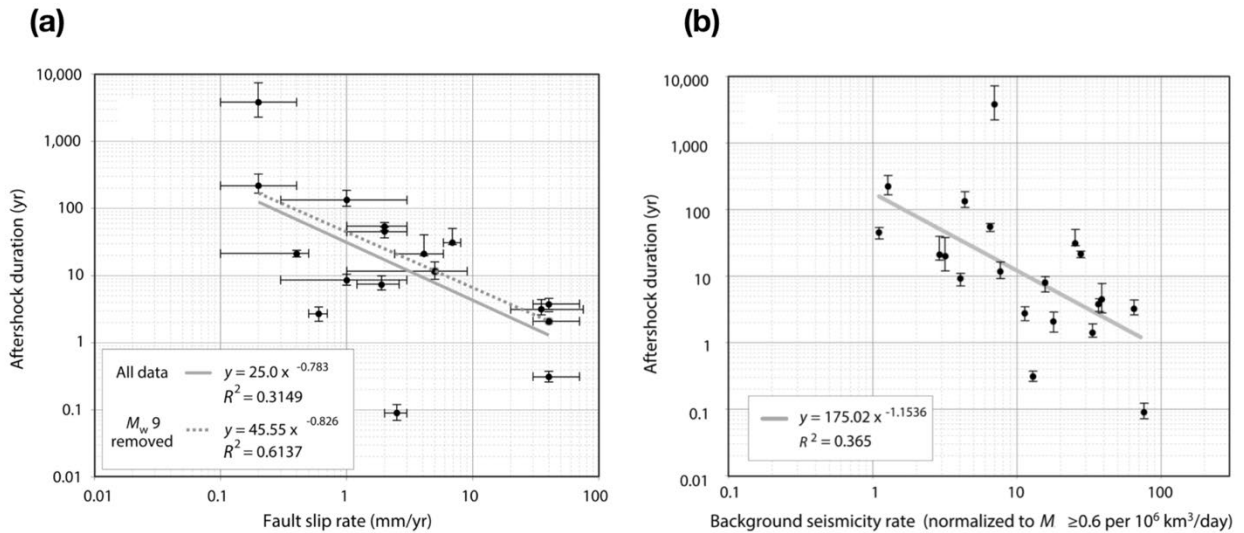 (a)
10,000
1,000
100
10
1
0.1
0.01
Aftershock duration (yr)
All data y = 25.0 x -0.783
R2 = 0.3149
Mw 9 removed y = 45.55 x -0.826
R2 = 0.6137
0.01 0.1 1 10 100
Fault slip rate (mm/yr)
(b)
10,000
1,000
100
10
1
0.1
0.01
Aftershock duration (yr)
y = 175.02 x -1.1536
R2 = 0.365
0.1 1 10 100
Background seismicity rate (normalized to M ≥0.6 per 106 km3/day)